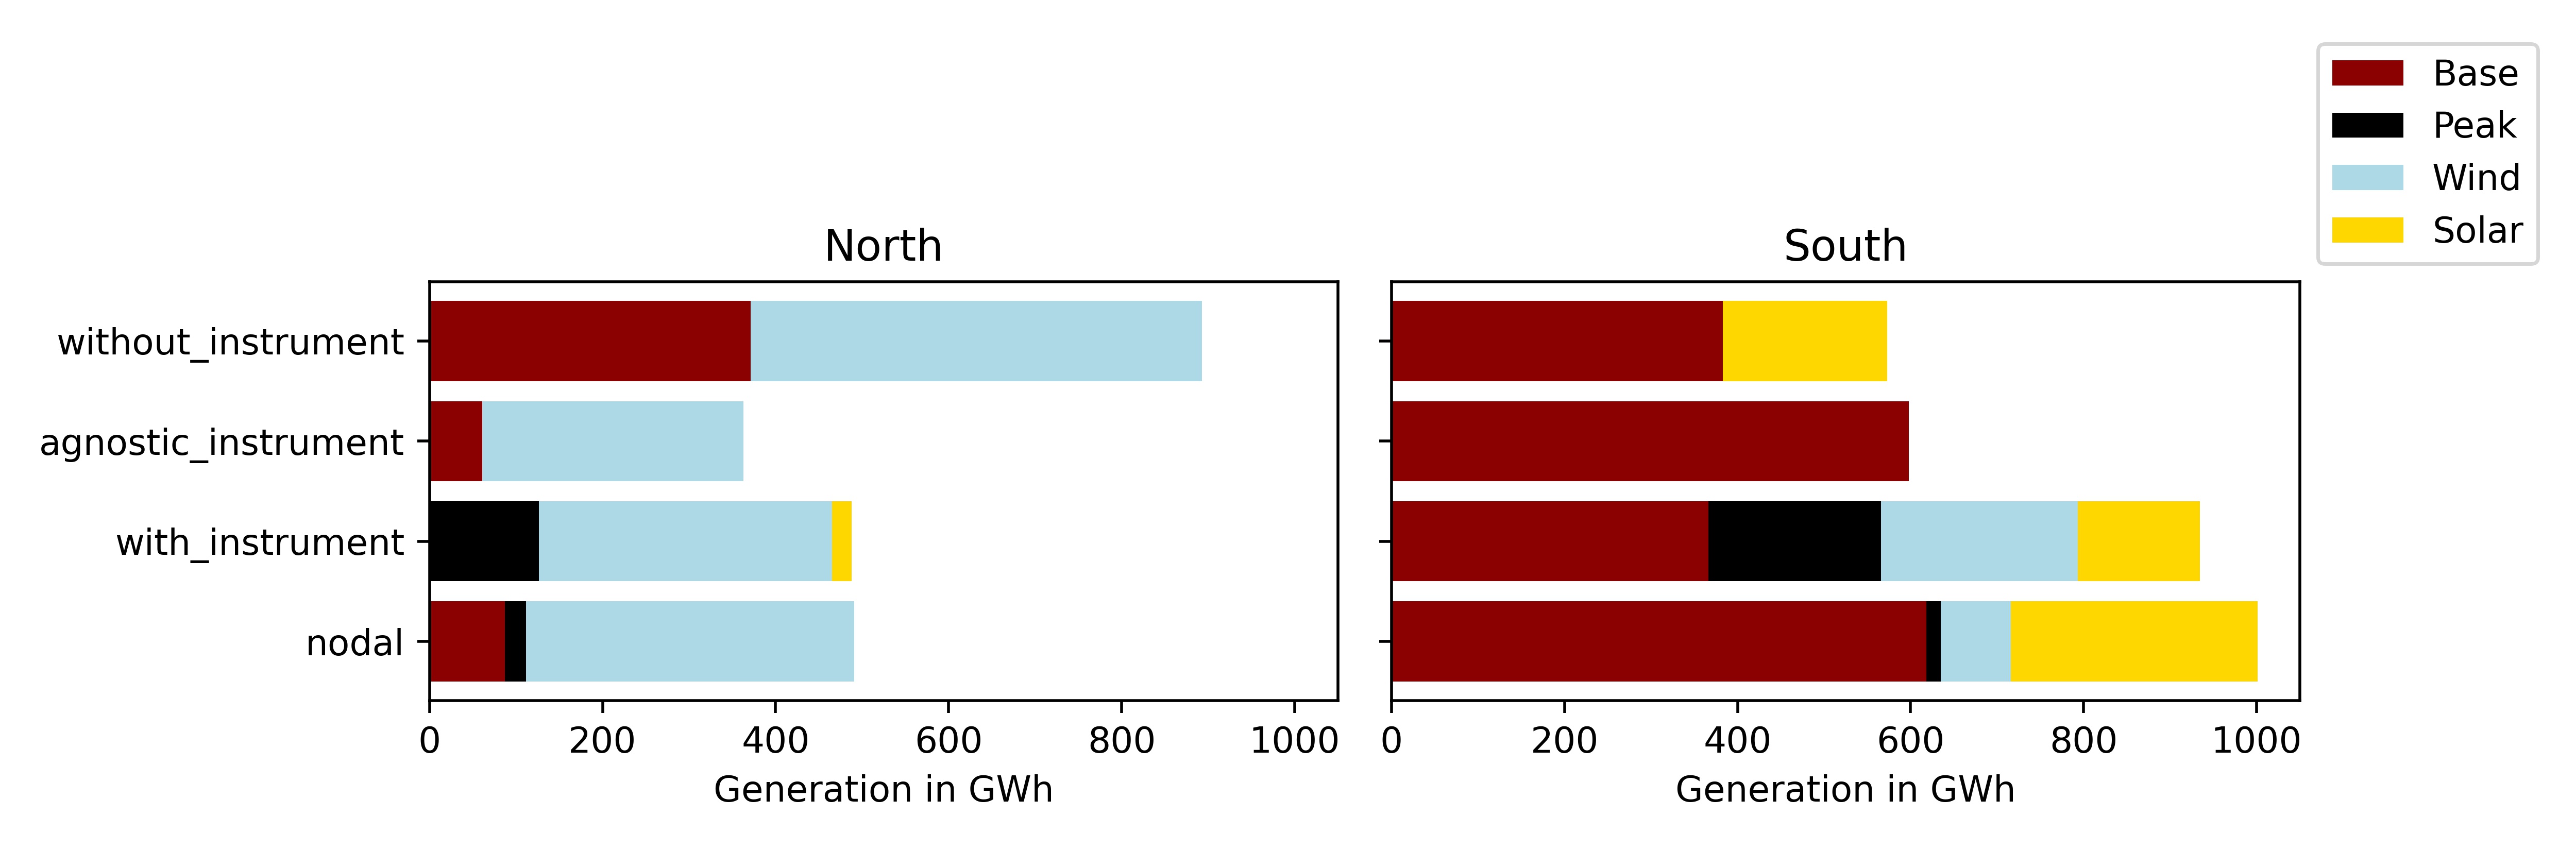 Base
Peak
Wind
Solar
North
South
without_instrument
agnostic_instrument
with_instrument
nodal
0 200 400 600 800 1000
0 200 400 600 800 1000
Generation in GWh
Generation in GWh